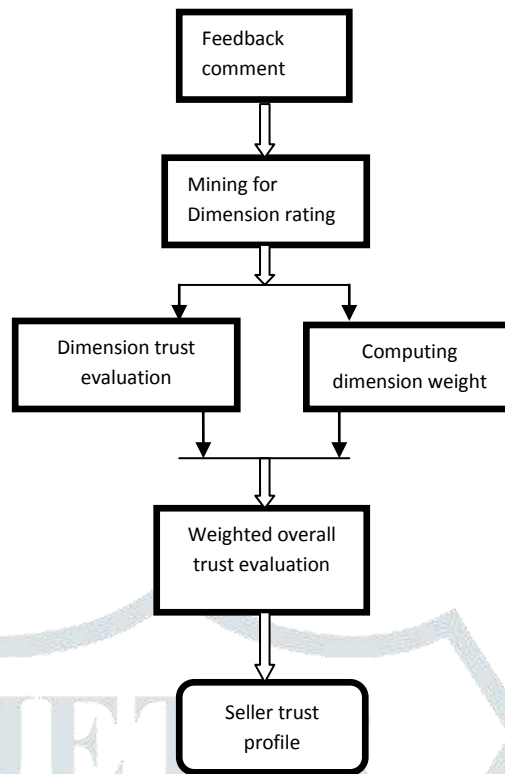 Feedback
comment
Mining for
Dimension rating
Dimension trust
evaluation
Computing
dimension weight
Weighted overall
trust evaluation
Seller trust
profile